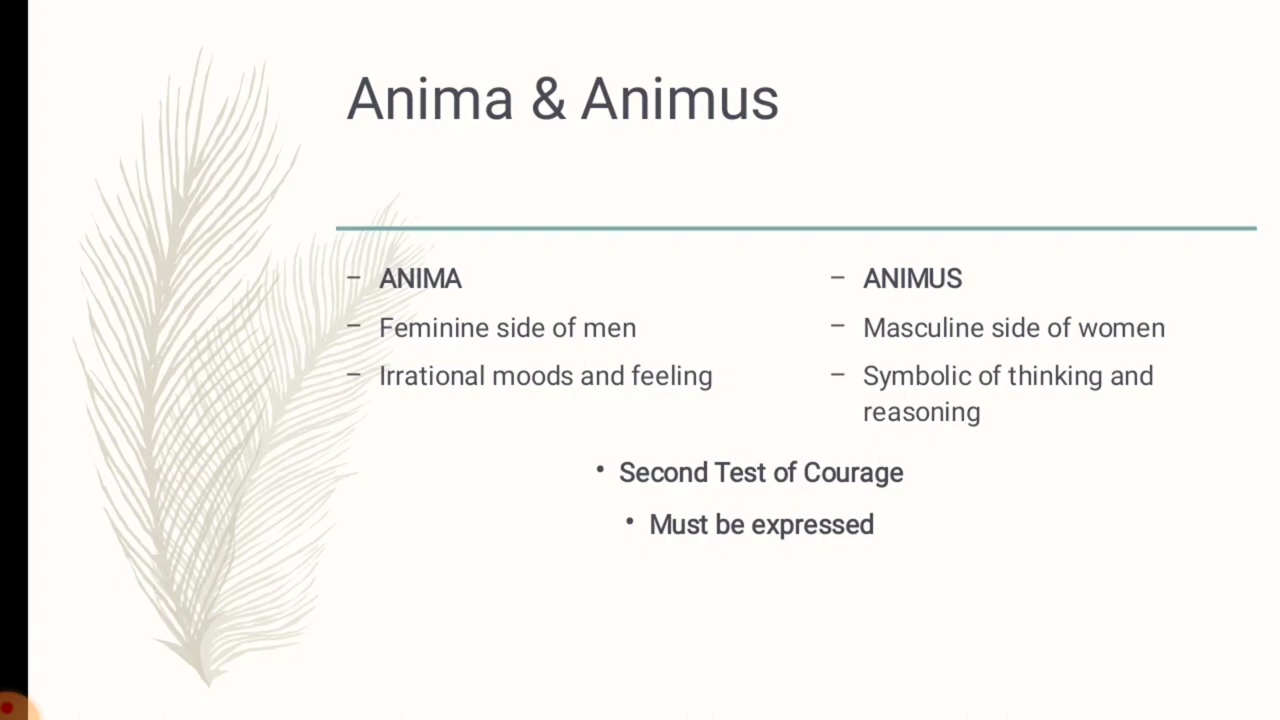 Anima & Animus
– ANIMA
– Feminine side of men
– Irrational moods and feeling
– ANIMUS
– Masculine side of women
– Symbolic of thinking and
reasoning
• Second Test of Courage
• Must be expressed